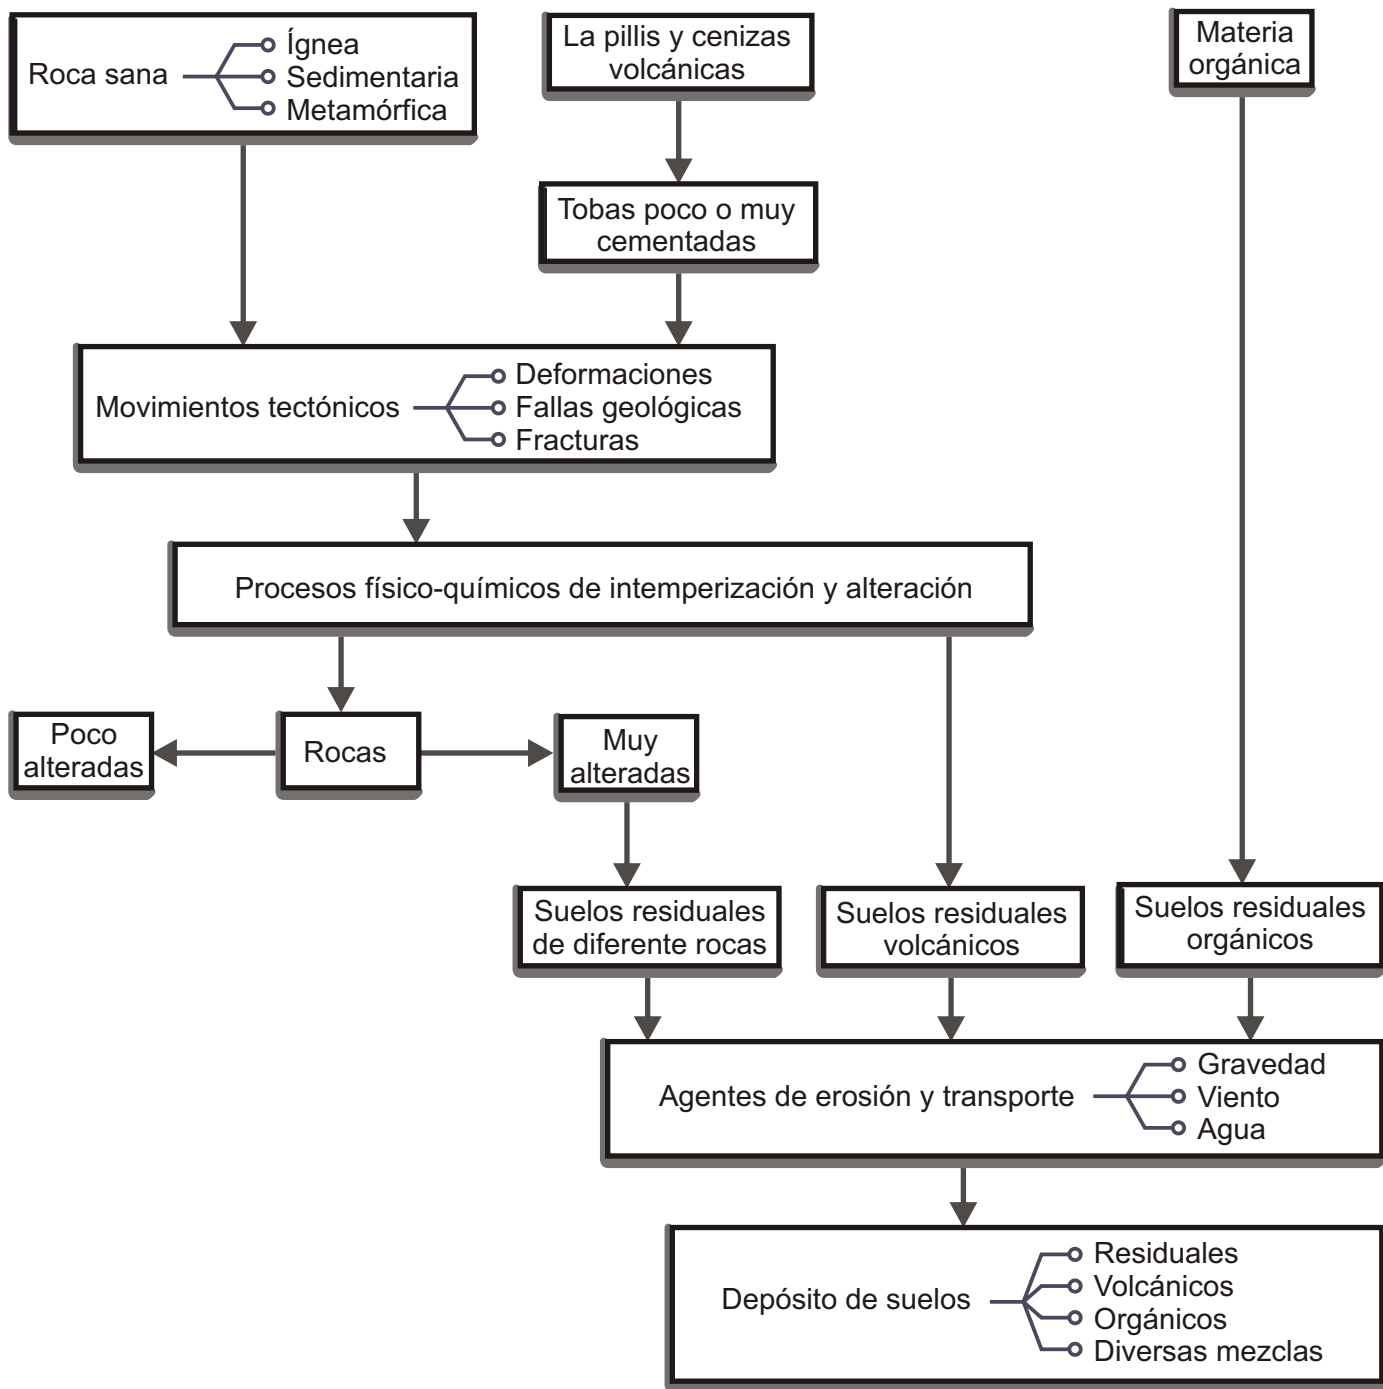 Roca sana
Ígnea
Sedimentaria
Metamórfica
La pillis y cenizas
volcánicas
Materia
orgánica
Tobas poco o muy
cementadas
Movimientos tectónicos
Deformaciones
Fallas geológicas
Fracturas
Procesos físico-químicos de intemperización y alteración
Poco
alteradas
Rocas
Muy
alteradas
Suelos residuales
de diferente rocas
Suelos residuales
volcánicos
Suelos residuales
orgánicos
Agentes de erosión y transporte
Gravedad
Viento
Agua
Depósito de suelos
Residuales
Volcánicos
Orgánicos
Diversas mezclas